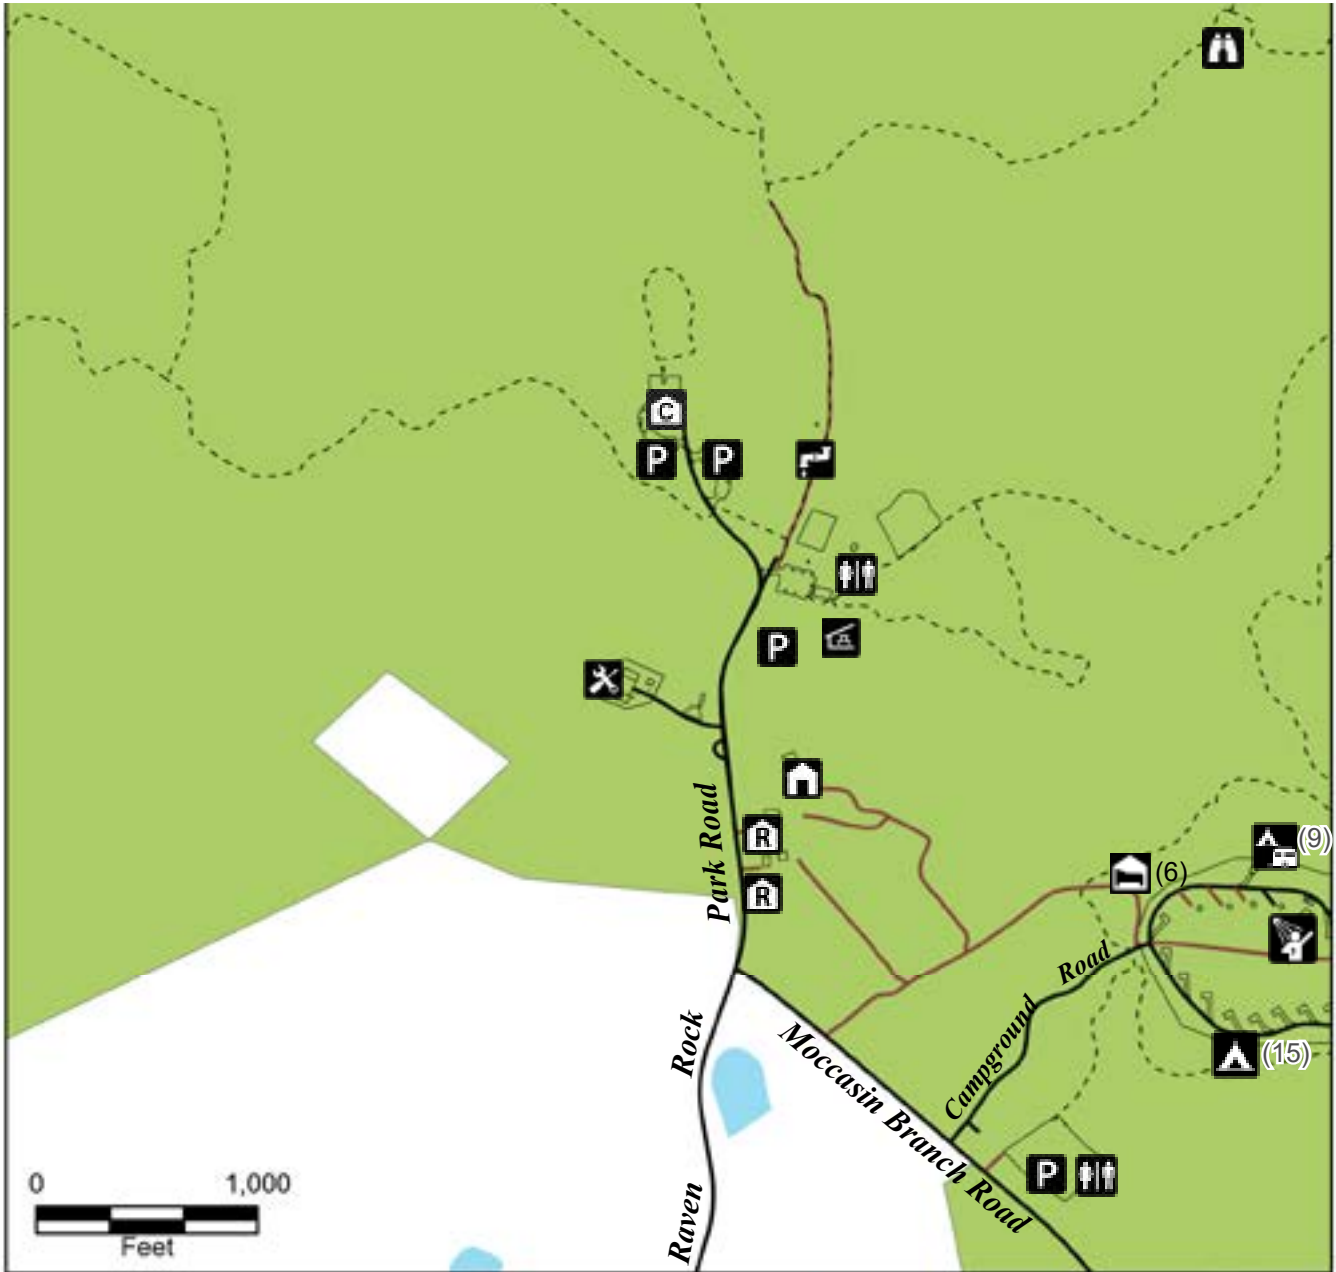 C
P
P
P
R
R
Park Road
(9)
(6)
Campground Road
(15)
Moccasin Branch Road
P
Raven Rock
0 1,000
Feet